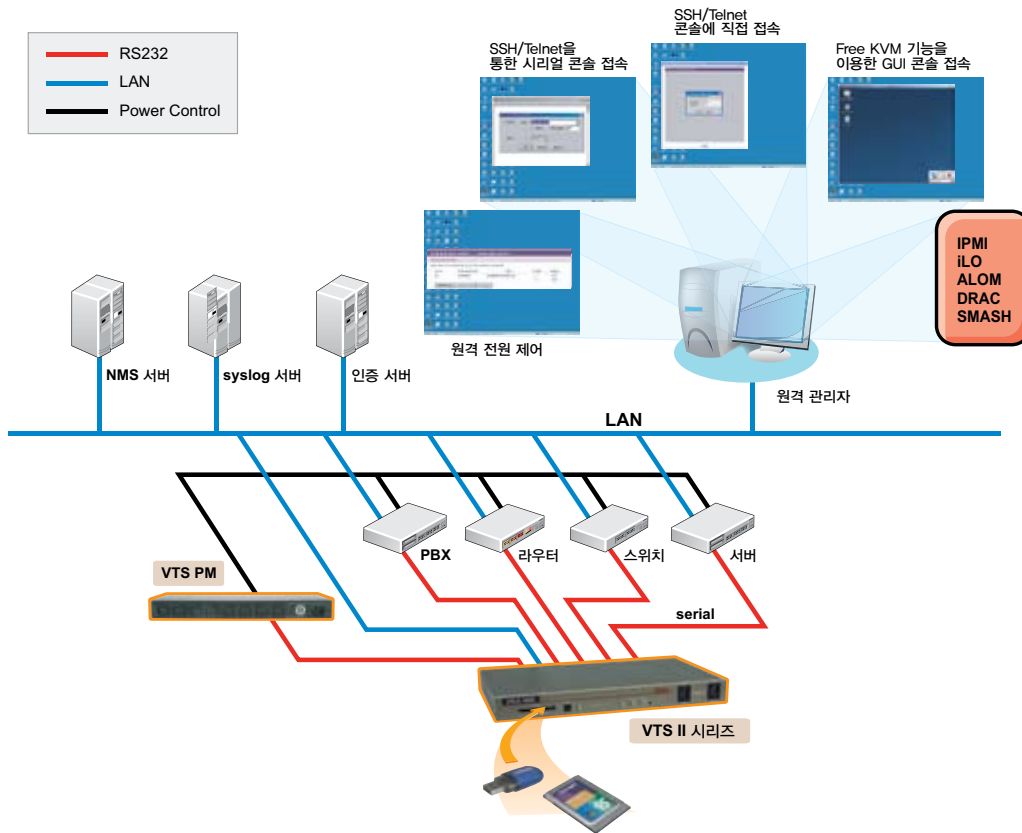 RS232
LAN
Power Control
SSH/Telnet을
통한 시리얼 콘솔 접속
SSH/Telnet
콘솔에 직접 접속
Free KVM 기능을
이용한 GUI 콘솔 접속
IPMI
iLO
ALOM
DRAC
SMASH
원격 전원 제어
원격 관리자
NMS 서버
syslog 서버
인증 서버
LAN
PBX
라우터
스위치
서버
VTS PM
serial
VTS II 시리즈